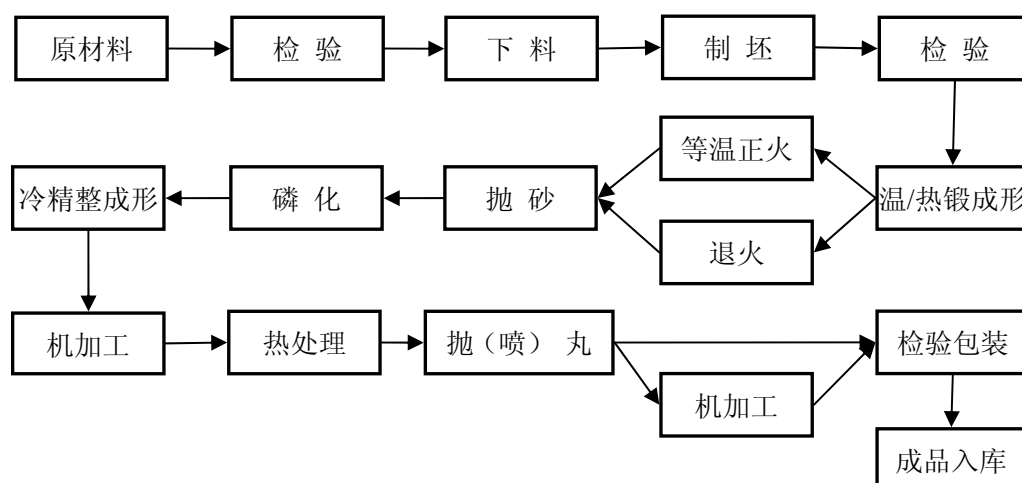 原材料
检 验
下 料
制 坯
检 验
等温正火
冷精整成形
磷 化
抛 砂
温/热锻成形
退火
机加工
热处理
抛（喷） 丸
检验包装
机加工
成品入库